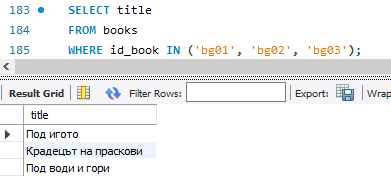 183 SELECT title
184 FROM books
185 WHERE id_book IN ('bg01', 'bg02', 'bg03');
Result Grid Filter Rows: Export: Wrap
title
Под игото
Крадецът на праскови
Под води и гори